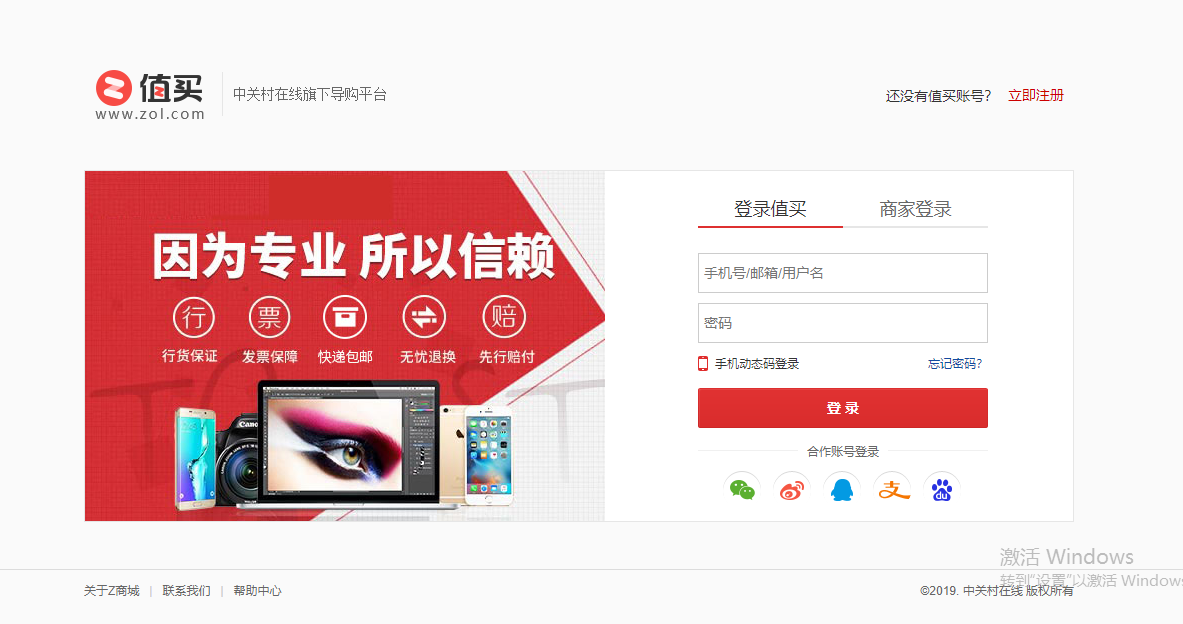 值买
www.zol.com
中关村在线旗下导购平台
还没有值买账号? 立即注册
因为专业 所以信赖
行 票 赔
行货保证 发票保障 快递包邮 无忧退换 先行赔付
Canon
登录值买 商家登录
手机号/邮箱/用户名
密码
手机动态码登录 忘记密码?
登 录
合作账号登录
支
du
激活 Windows
转到"设置"以激活 Windows
关于Z商城 | 联系我们 | 帮助中心
©2019. 中关村在线 版权所有